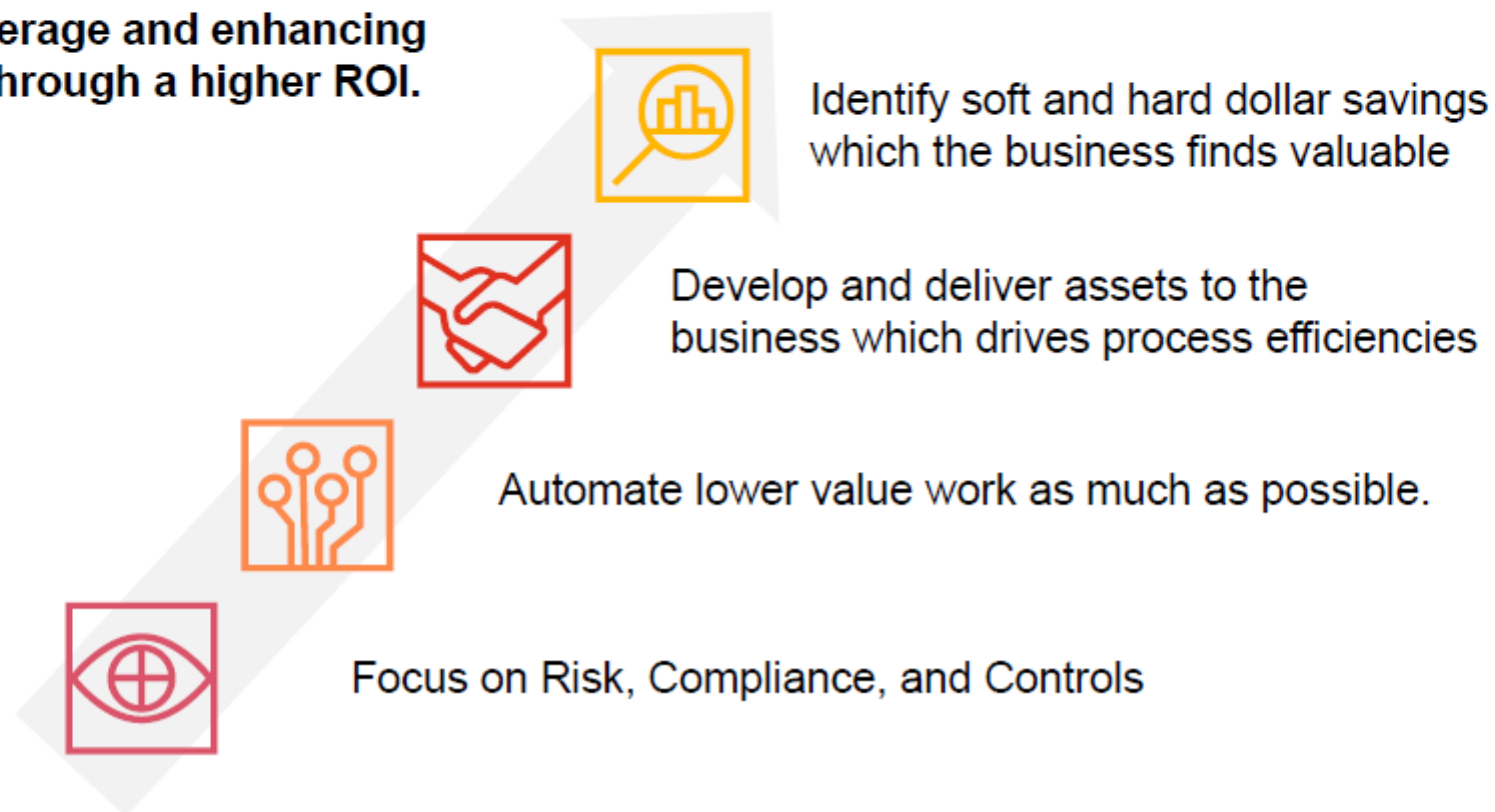 erage and enhancing
hrough a higher ROI.
Identify soft and hard dollar savings
which the business finds valuable
Develop and deliver assets to the
business which drives process efficiencies
Automate lower value work as much as possible.
Focus on Risk, Compliance, and Controls